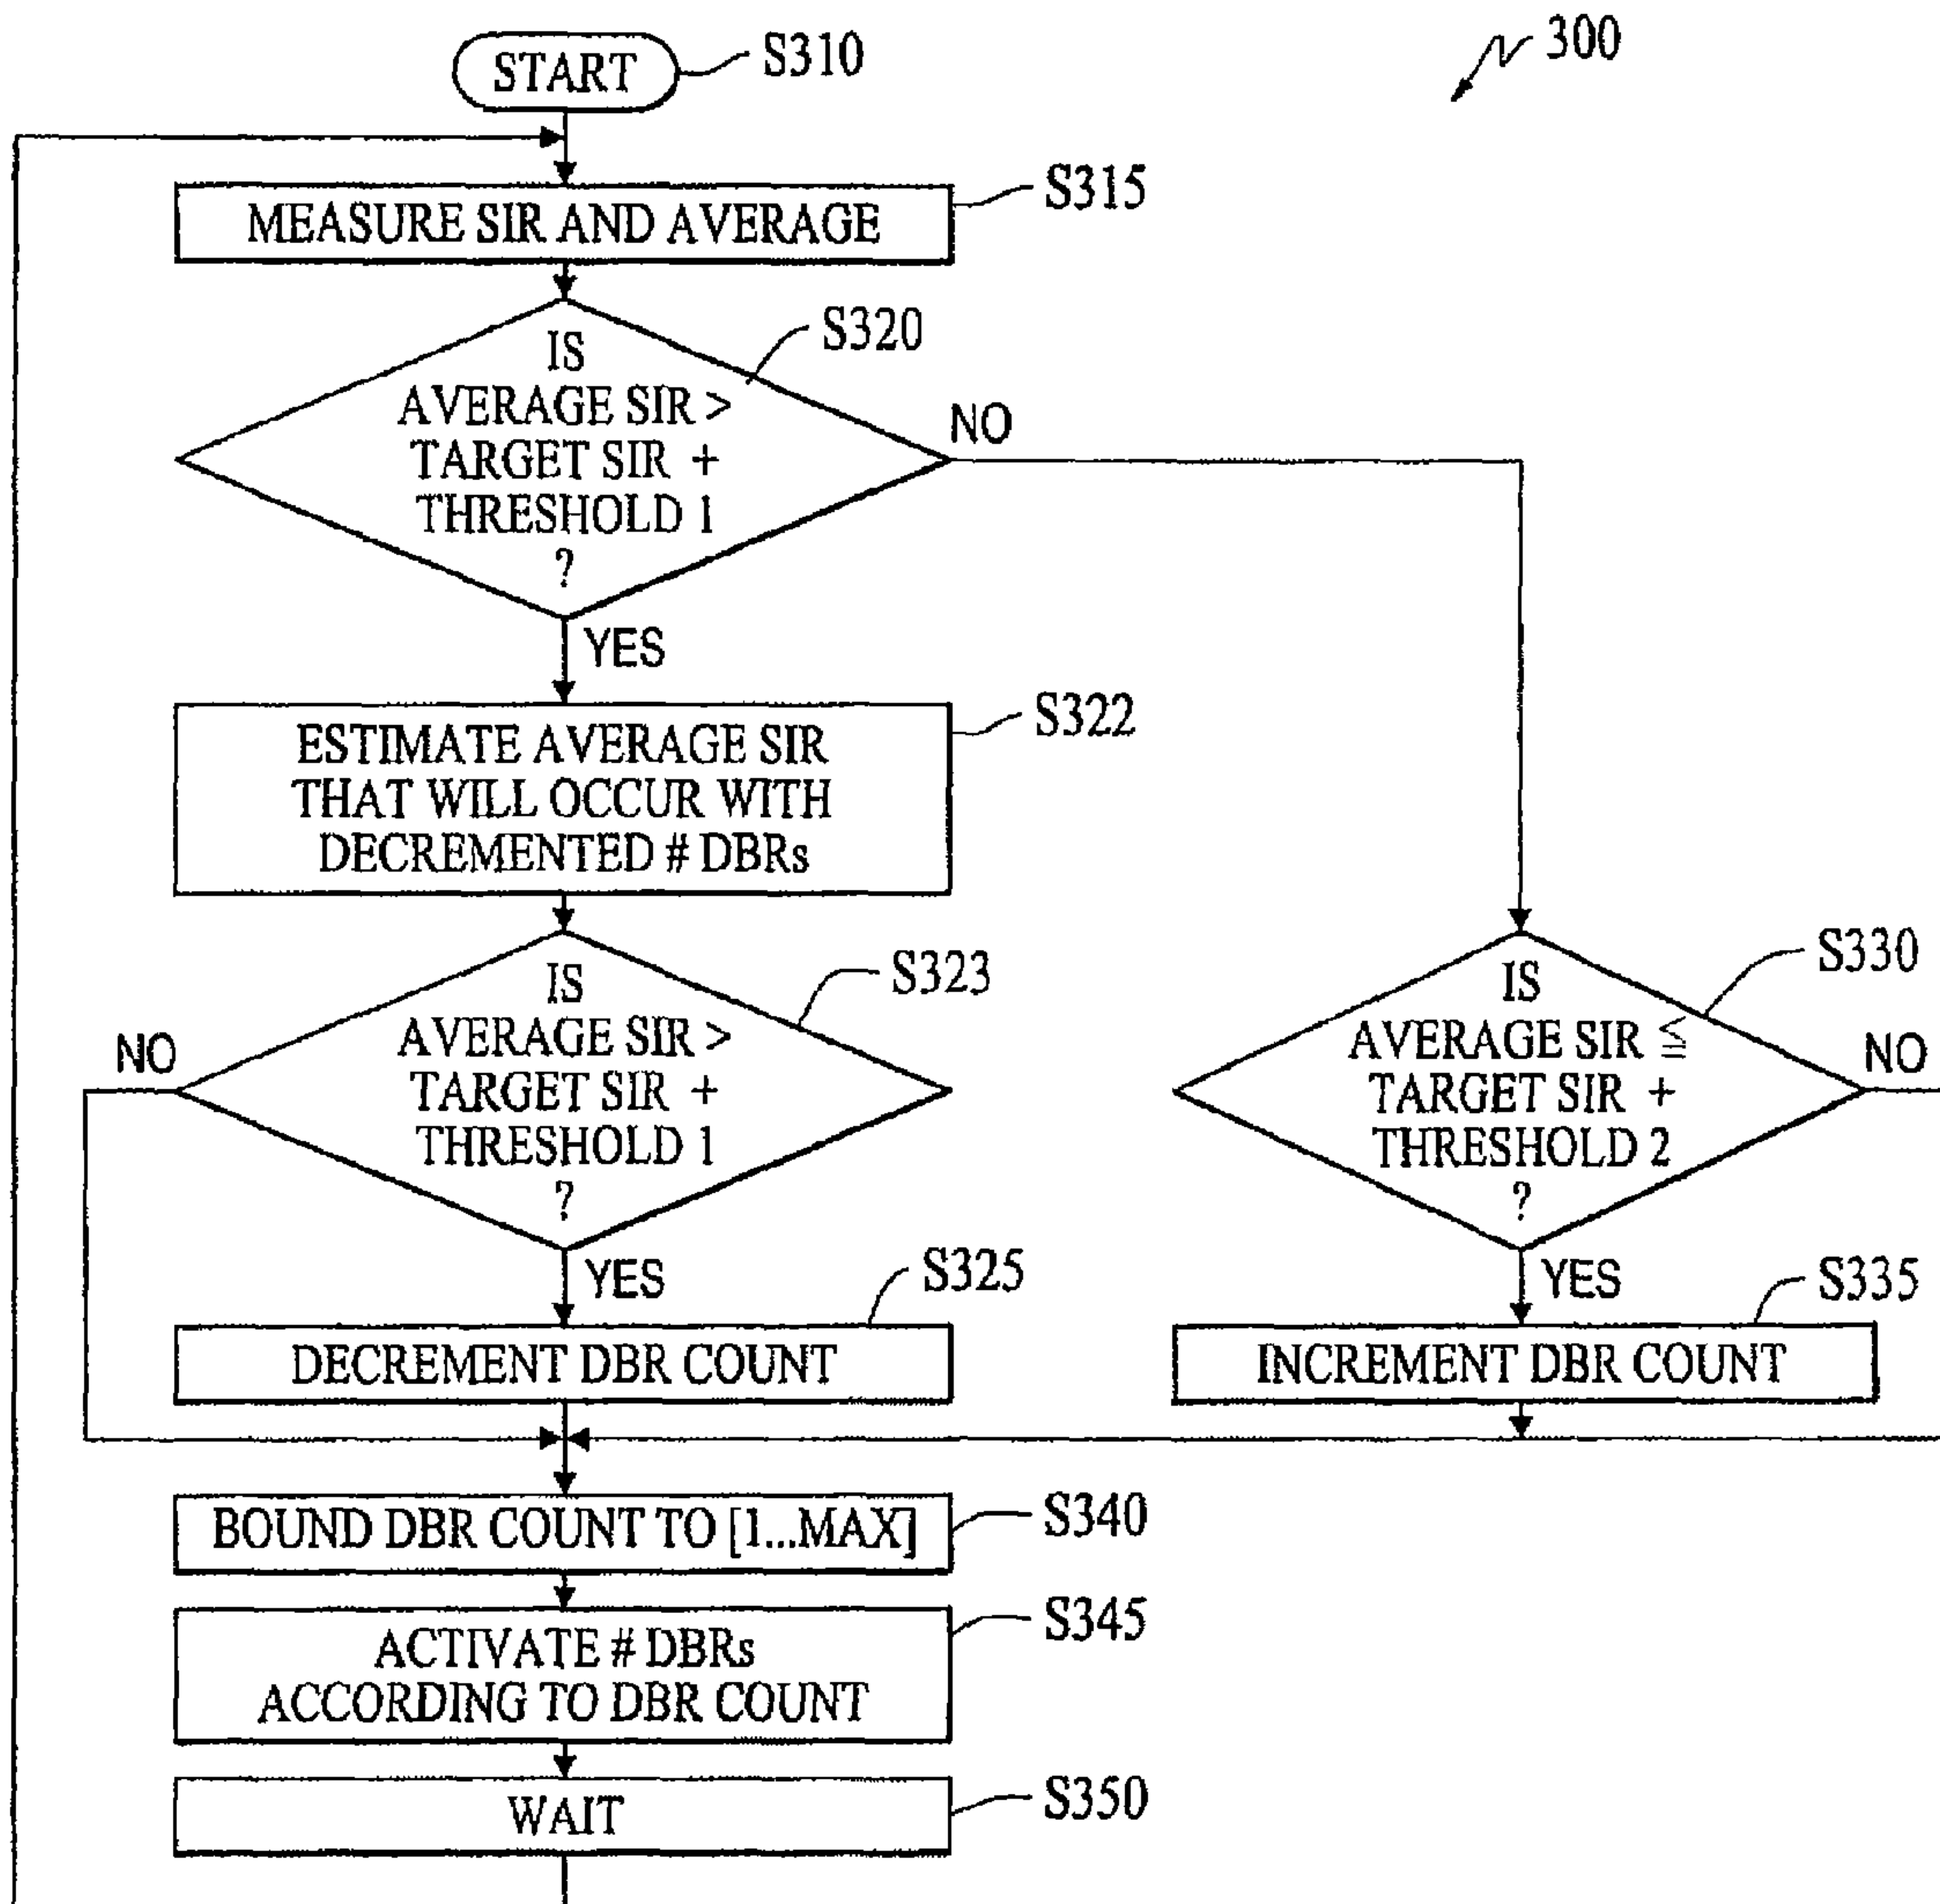 START
S310
300
MEASURE SIR AND AVERAGE
S315
IS
AVERAGE SIR >
TARGET SIR +
THRESHOLD 1
?
S320
NO
YES
ESTIMATE AVERAGE SIR
THAT WILL OCCUR WITH
DECREMENTED # DBRs
S322
IS
AVERAGE SIR >
TARGET SIR +
THRESHOLD 1
?
S323
NO
YES
IS
AVERAGE SIR ≦
TARGET SIR +
THRESHOLD 2
?
S330
NO
YES
DECREMENT DBR COUNT
S325
INCREMENT DBR COUNT
S335
BOUND DBR COUNT TO [1...MAX]
S340
ACTIVATE # DBRs
ACCORDING TO DBR COUNT
S345
WAIT
S350